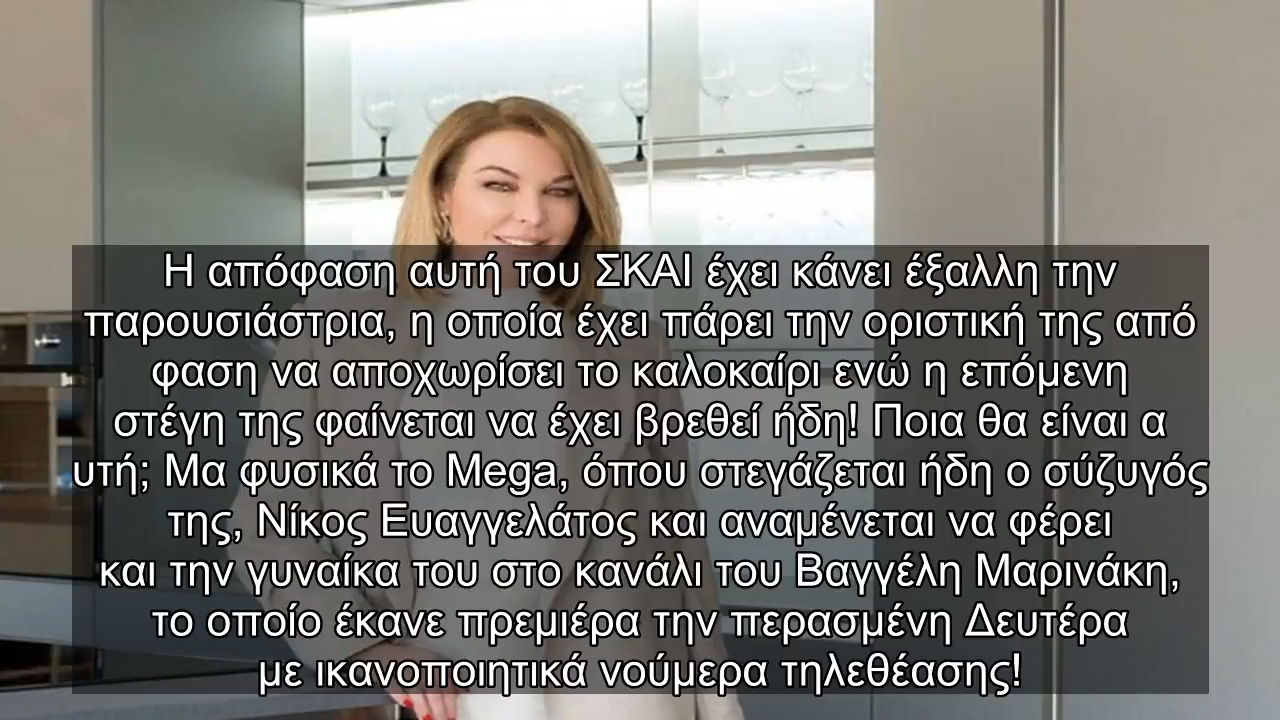 Η απόφαση αυτή του ΣΚΑΙ έχει κάνει έξαλλη την
παρουσιάστρια, η οποία έχει πάρει την οριστική της από
φαση να αποχωρίσει το καλοκαίρι ενώ η επόμενη
στέγη της φαίνεται να έχει βρεθεί ήδη! Ποια θα είναι α
υτή; Μα φυσικά το Mega, όπου στεγάζεται ήδη ο σύζυγός
της, Νίκος Ευαγγελάτος και αναμένεται να φέρει
και την γυναίκα του στο κανάλι του Βαγγέλη Μαρινάκη,
το οποίο έκανε πρεμιέρα την περασμένη Δευτέρα
με ικανοποιητικά νούμερα τηλεθέασης!